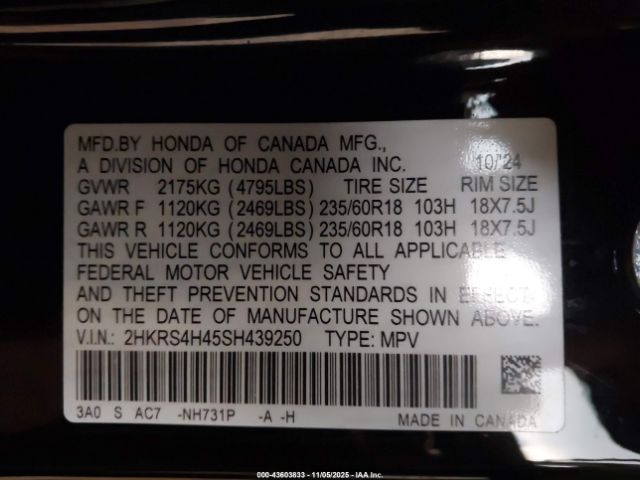 MFD.BY HONDA OF CANADA MFG.,
A DIVISION OF HONDA CANADA INC. 10/'24
GVWR 2175KG (4795LBS) TIRE SIZE RIM SIZE
GAWR F 1120KG (2469LBS) 235/60R18 103H 18X7.5J
GAWR R 1120KG (2469LBS) 235/60R18 103H 18X7.5J
THIS VEHICLE CONFORMS TO ALL APPLICABLE
FEDERAL MOTOR VEHICLE SAFETY
AND THEFT PREVENTION STANDARDS IN EFFECT
ON THE DATE OF MANUFACTURE SHOWN ABOVE.
V.I.N.: 2HKRS4H45SH439250 TYPE: MPV
3A0 S AC7 -NH731P -A -H MADE IN CANADA
000-43603833 - 11/05/2025 - IAA Inc.